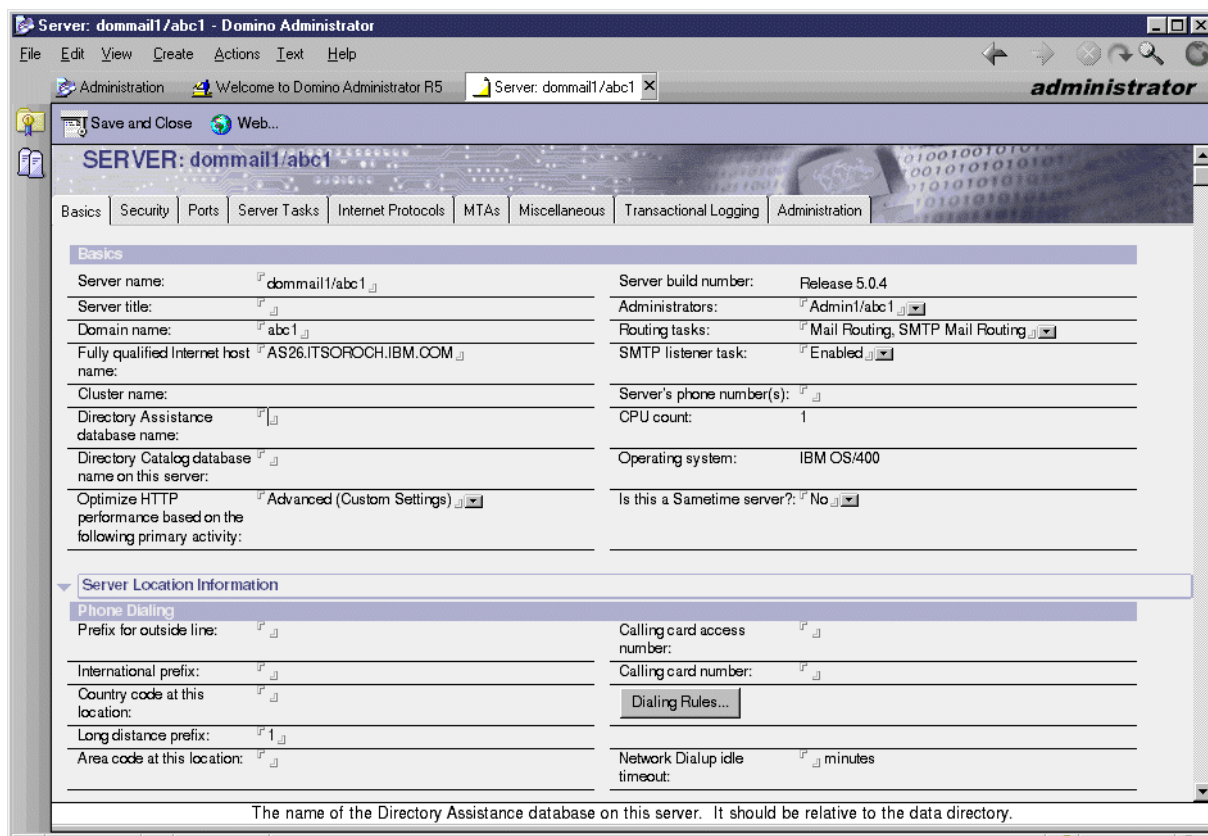 Server: dommail1/abc1 - Domino Administrator
File Edit View Create Actions Text Help
Administration Welcome to Domino Administrator R5 Server: dommail1/abc1 administrator
Save and Close Web...
SERVER: dommail1/abc1
Basics Security Ports Server Tasks Internet Protocols MTAs Miscellaneous Transactional Logging Administration
Basics
Server name: dommail1/abc1 Server build number: Release 5.0.4
Server title: Administrators: Admin1/abc1
Domain name: abc1 Routing tasks: Mail Routing, SMTP Mail Routing
Fully qualified Internet host AS26.ITSOROCH.IBM.COM SMTP listener task: Enabled
name:
Cluster name: Server's phone number(s):
Directory Assistance CPU count: 1
database name:
Directory Catalog database Operating system: IBM OS/400
name on this server:
Optimize HTTP Advanced (Custom Settings) Is this a Sametime server?: No
performance based on the
following primary activity:
Server Location Information
Phone Dialing
Prefix for outside line: Calling card access
number:
International prefix: Calling card number:
Country code at this Dialing Rules...
location:
Long distance prefix: 1
Area code at this location: Network Dialup idle minutes
timeout:
The name of the Directory Assistance database on this server. It should be relative to the data directory.